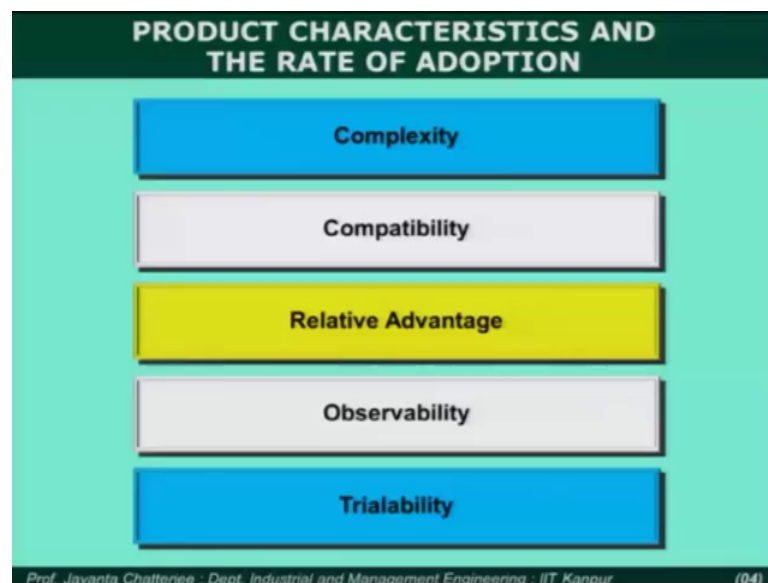 PRODUCT CHARACTERISTICS AND
THE RATE OF ADOPTION
Complexity
Compatibility
Relative Advantage
Observability
Trialability
Prof. Jayanta Chatterjee : Dept. Industrial and Management Engineering : IIT Kanpur (04)